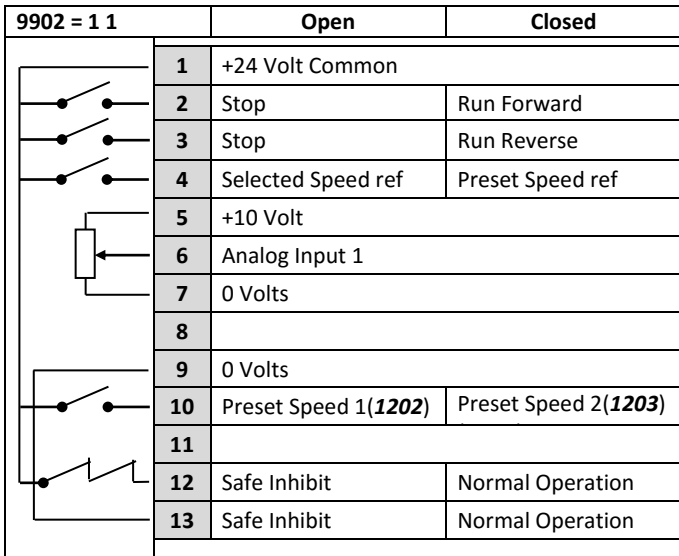 9902 = 1 1 Open Closed
1 +24 Volt Common
2 Stop Run Forward
3 Stop Run Reverse
4 Selected Speed ref Preset Speed ref
5 +10 Volt
6 Analog Input 1
7 0 Volts
8
9 0 Volts
10 Preset Speed 1(1202) Preset Speed 2(1203)
11
12 Safe Inhibit Normal Operation
13 Safe Inhibit Normal Operation